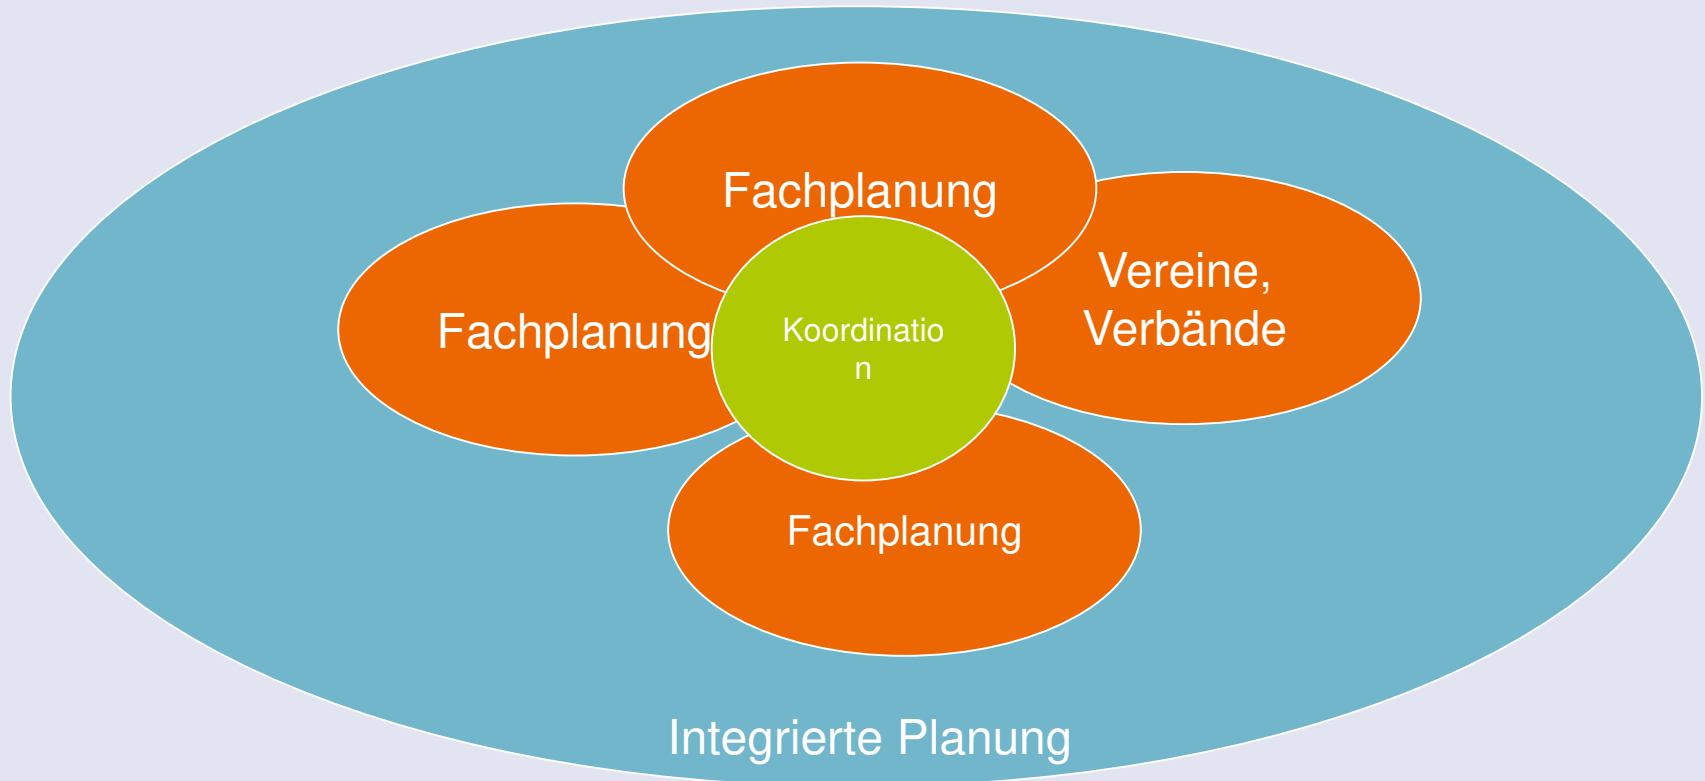 Fachplanung
Vereine,
Verbände
Fachplanung
Koordinatio
n
Fachplanung
Integrierte Planung